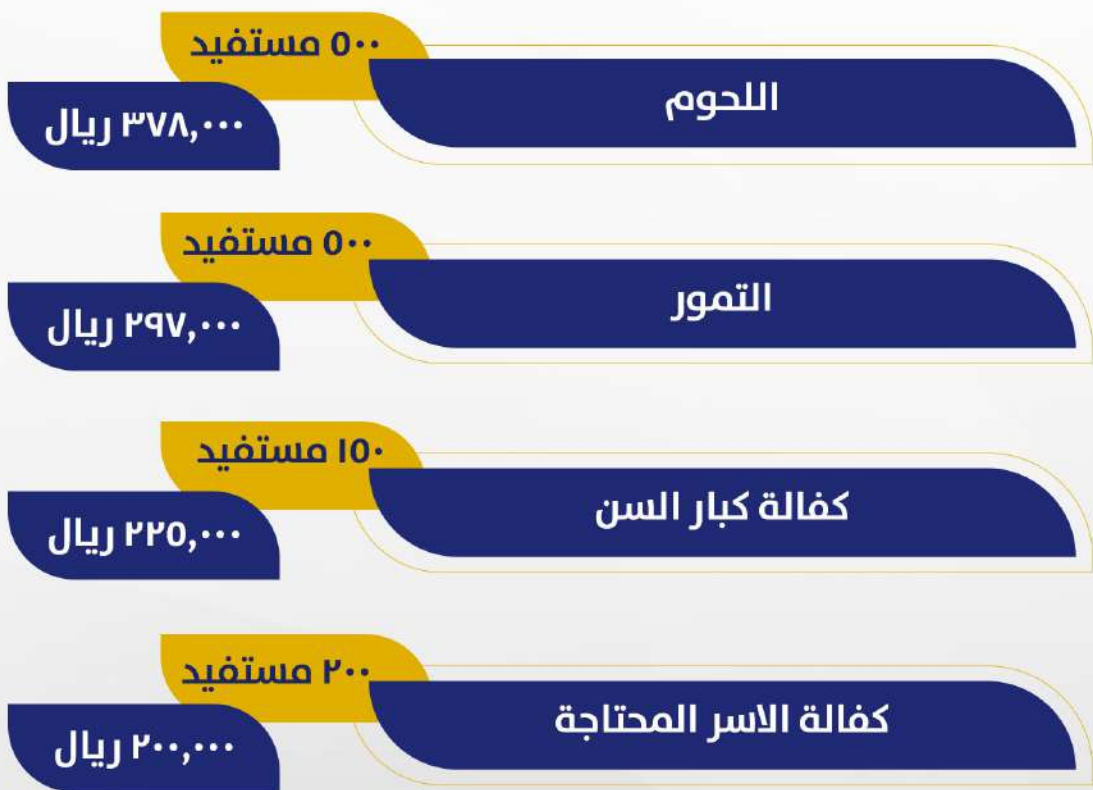 ٥٠٠ مستفيد
اللحوم
٣٧٨,٠٠٠ ريال
٥٠٠ مستفيد
التمور
٢٩٧,٠٠٠ ريال
١٥٠ مستفيد
كفالة كبار السن
٢٢٥,٠٠٠ ريال
٢٠٠ مستفيد
كفالة الاسر المحتاجة
٢٠٠,٠٠٠ ريال